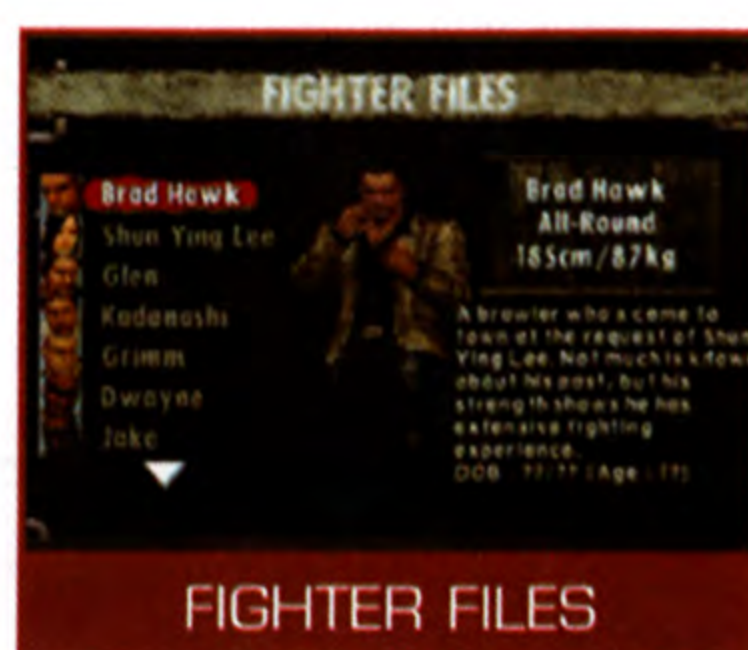 FIGHTER FILES
Brad Hawk
Shun Ying Lee
Glen
Kadonashi
Grimm
Dwayne
Jake
Brad Hawk
All-Round
185cm/87kg
A brawler who's come to
town at the request of Shun
Ying Lee. Not much is know
about his past, but his
strength shows he has
extensive fighting
experience.
DOB : ??/?? (Age : ??)
FIGHTER FILES